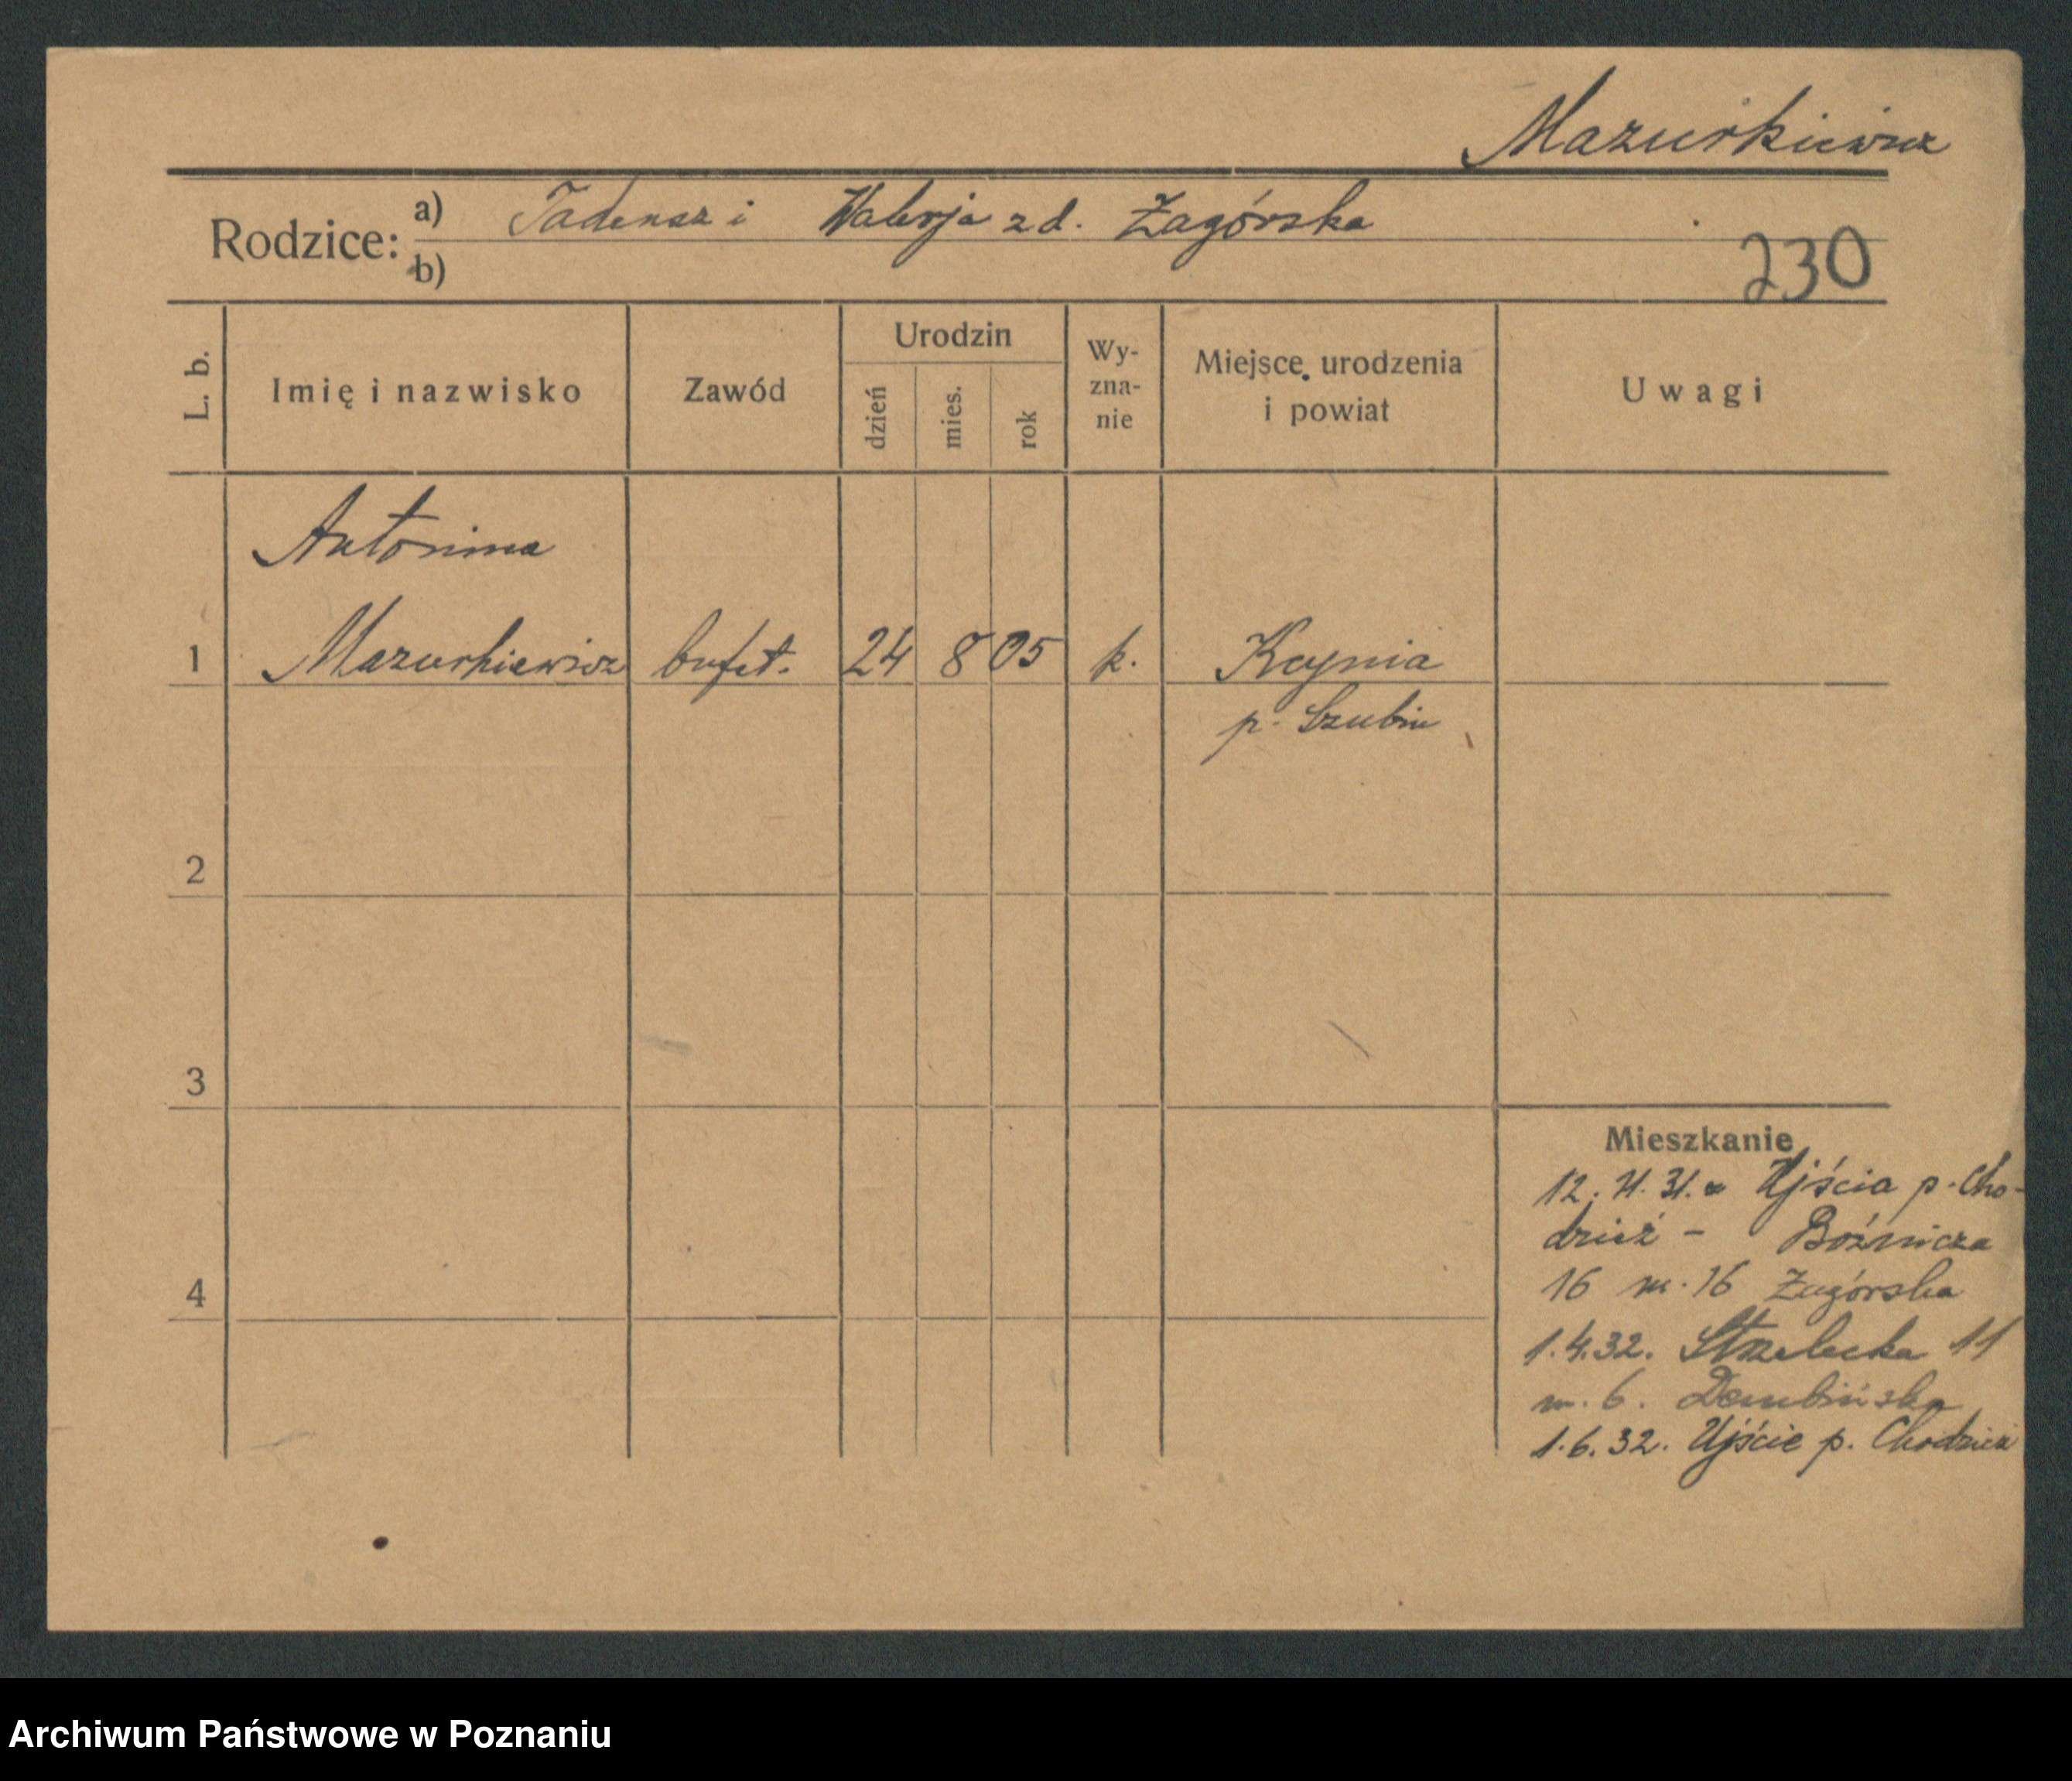 Mazurkiewicz
Rodzice: a) Tadeusz i Walerja z d. Zagórska
b)
230
L. b.
Imię i nazwisko
Zawód
Urodzin
dzień
mies.
rok
Wy-
zna-
nie
Miejsce urodzenia
i powiat
Uwagi
Antonina
1 Mazurkiewicz bufet. 24 8 05 k. Kcynia
p. Szubin
2
3
4
Mieszkanie
12. 11. 31. z Ujścia p. Cho-
dzież - Bóżnicza
16 m. 16 Zagórska
1.4.32. Strzelecka 11
m. 6. Dembińska
1.6.32. Ujście p. Chodzież
Archiwum Państwowe w Poznaniu